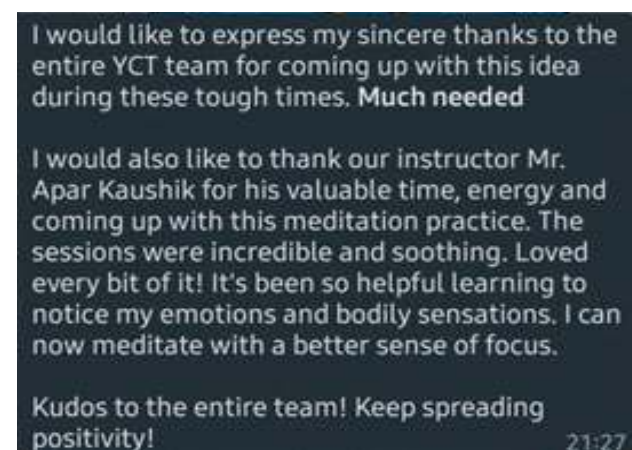 I would like to express my sincere thanks to the
entire YCT team for coming up with this idea
during these tough times. Much needed
I would also like to thank our instructor Mr.
Apar Kaushik for his valuable time, energy and
coming up with this meditation practice. The
sessions were incredible and soothing. Loved
every bit of it! It's been so helpful learning to
notice my emotions and bodily sensations. I can
now meditate with a better sense of focus.
Kudos to the entire team! Keep spreading
positivity!
21:27